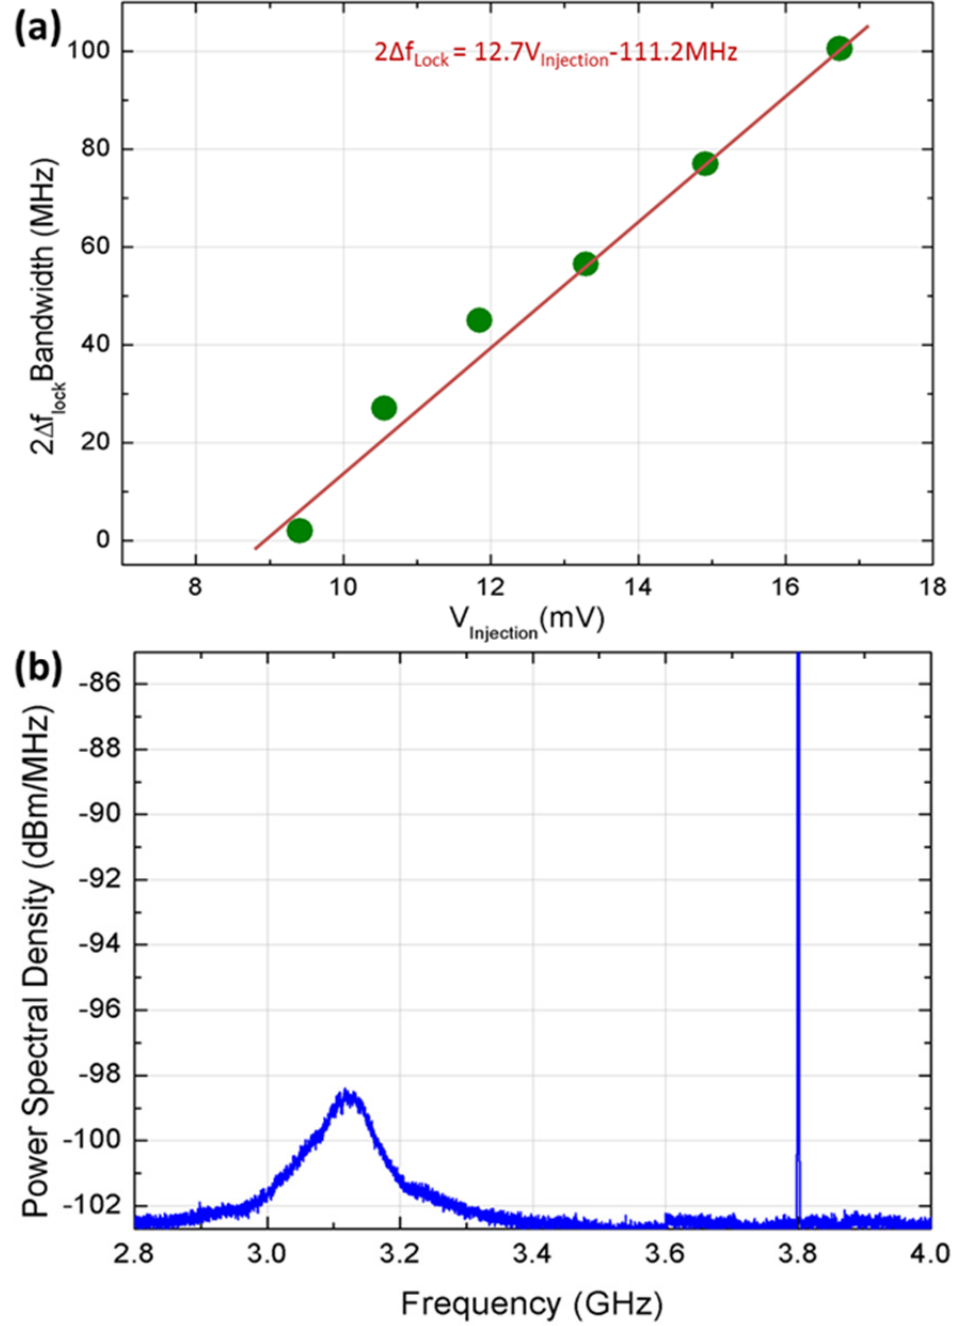 (a)
2Δf_Lock = 12.7V_Injection-111.2MHz
2Δf_lock Bandwidth (MHz)
100
80
60
40
20
0
8 10 12 14 16 18
V_Injection (mV)
(b)
Power Spectral Density (dBm/MHz)
-86
-88
-90
-92
-94
-96
-98
-100
-102
2.8 3.0 3.2 3.4 3.6 3.8 4.0
Frequency (GHz)